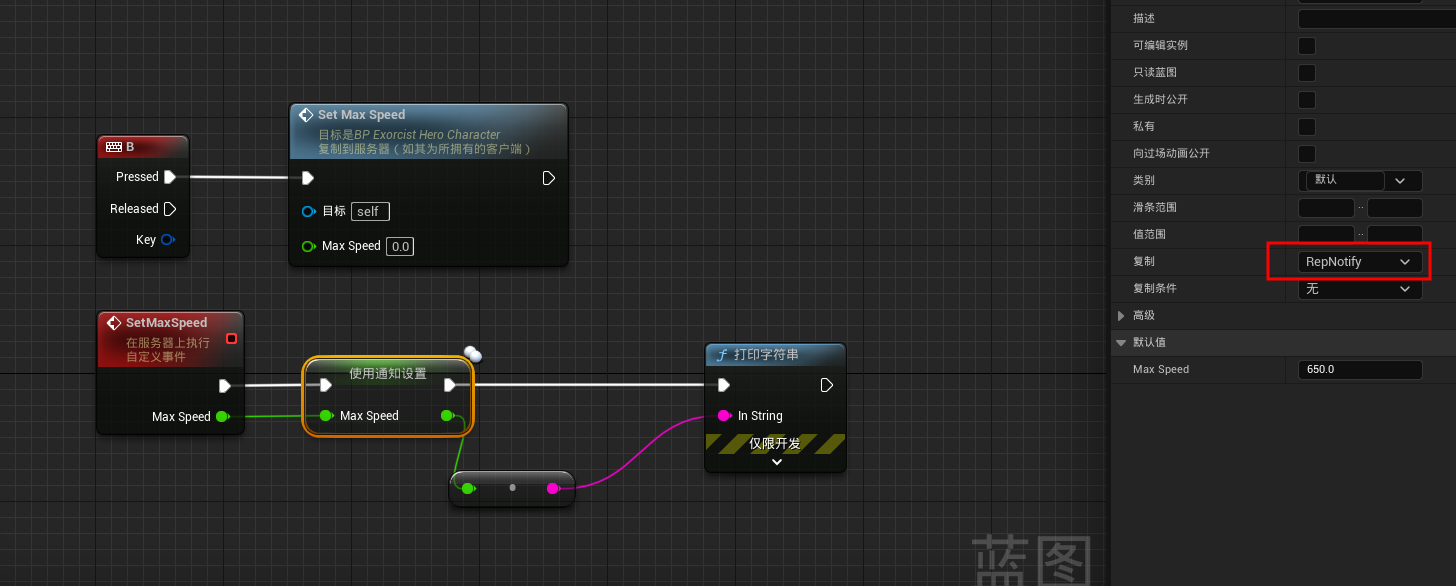 B
Pressed
Released
Key
Set Max Speed
目标是BP Exorcist Hero Character
复制到服务器（如其为所拥有的客户端）
目标 self
Max Speed 0.0
SetMaxSpeed
在服务器上执行
自定义事件
Max Speed
使用通知设置
Max Speed
打印字符串
In String
仅限开发
蓝图
描述
可编辑实例
只读蓝图
生成时公开
私有
向过场动画公开
类别 默认
滑条范围 ..
值范围 ..
复制 RepNotify
复制条件 无
高级
默认值
Max Speed 650.0